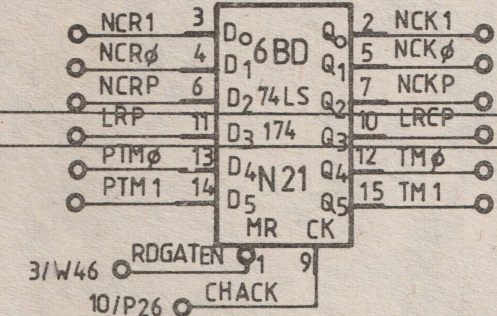 NCR1 3 D0 Q0 2 NCK1
NCRø 4 D1 6BD Q1 5 NCKø
NCRP 6 D2 74LS Q2 7 NCKP
LRP 11 D3 174 Q3 10 LRCP
PTMø 13 D4 N21 Q4 12 TMø
PTM1 14 D5 Q5 15 TM1
MR CK
3/W46 RDGATEN 1 9
10/P26 CHACK